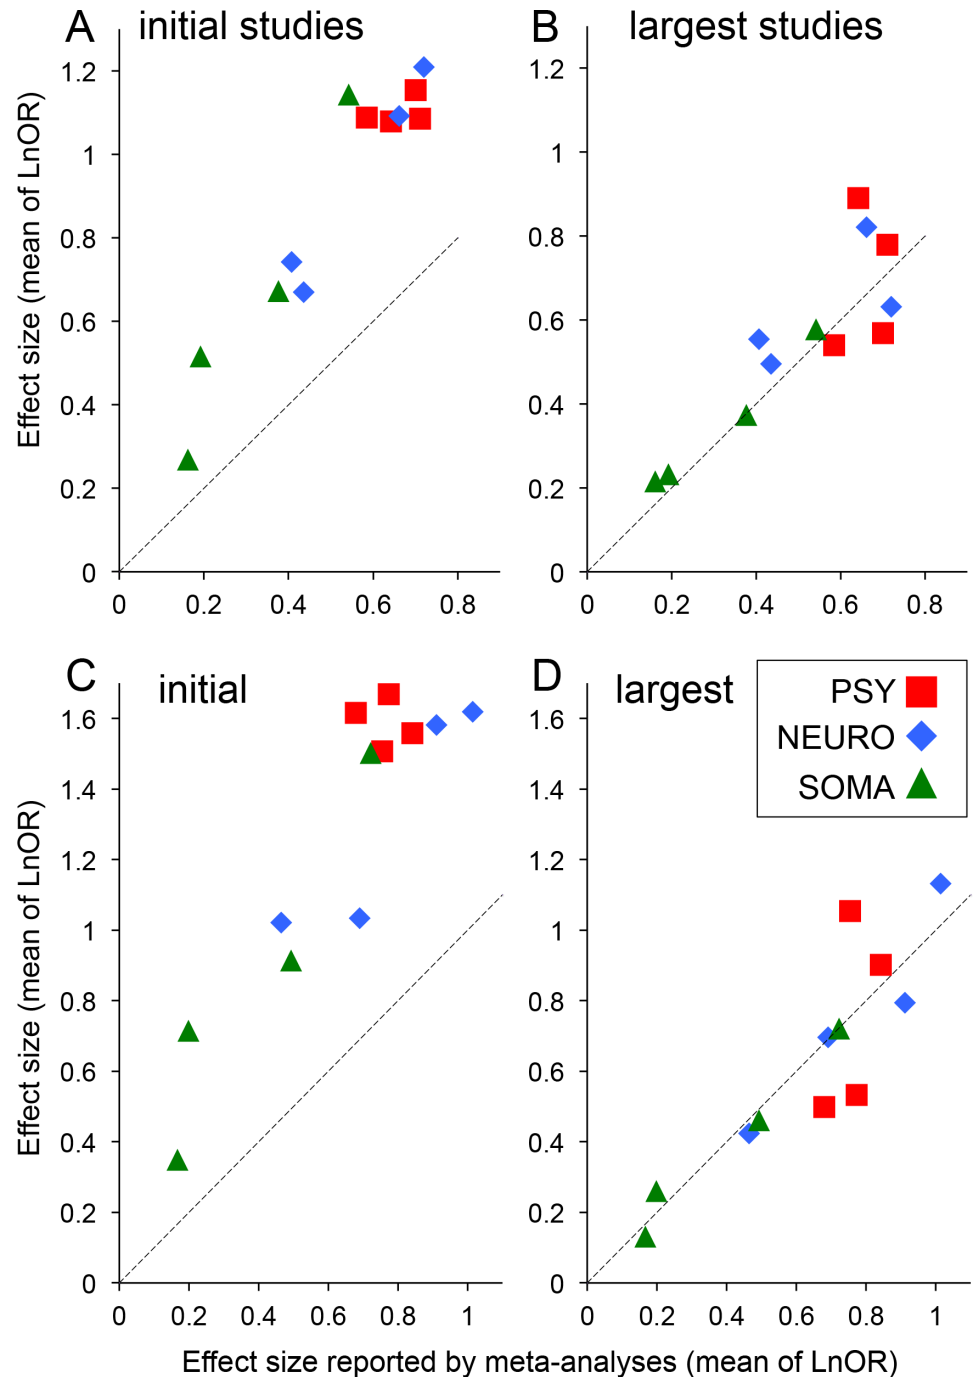 A initial studies
B largest studies
Effect size (mean of LnOR)
1.2
1
0.8
0.6
0.4
0.2
0
0 0.2 0.4 0.6 0.8
1.2
1
0.8
0.6
0.4
0.2
0
0 0.2 0.4 0.6 0.8
C initial
D largest
PSY
NEURO
SOMA
Effect size (mean of LnOR)
1.6
1.4
1.2
1
0.8
0.6
0.4
0.2
0
0 0.2 0.4 0.6 0.8 1
1.6
1.4
1.2
1
0.8
0.6
0.4
0.2
0
0 0.2 0.4 0.6 0.8 1
Effect size reported by meta-analyses (mean of LnOR)